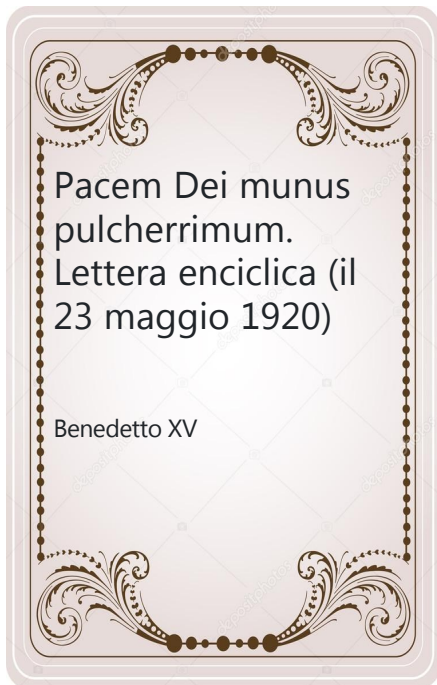 Pacem Dei munus
pulcherrimum.
Lettera enciclica (il
23 maggio 1920)
Benedetto XV